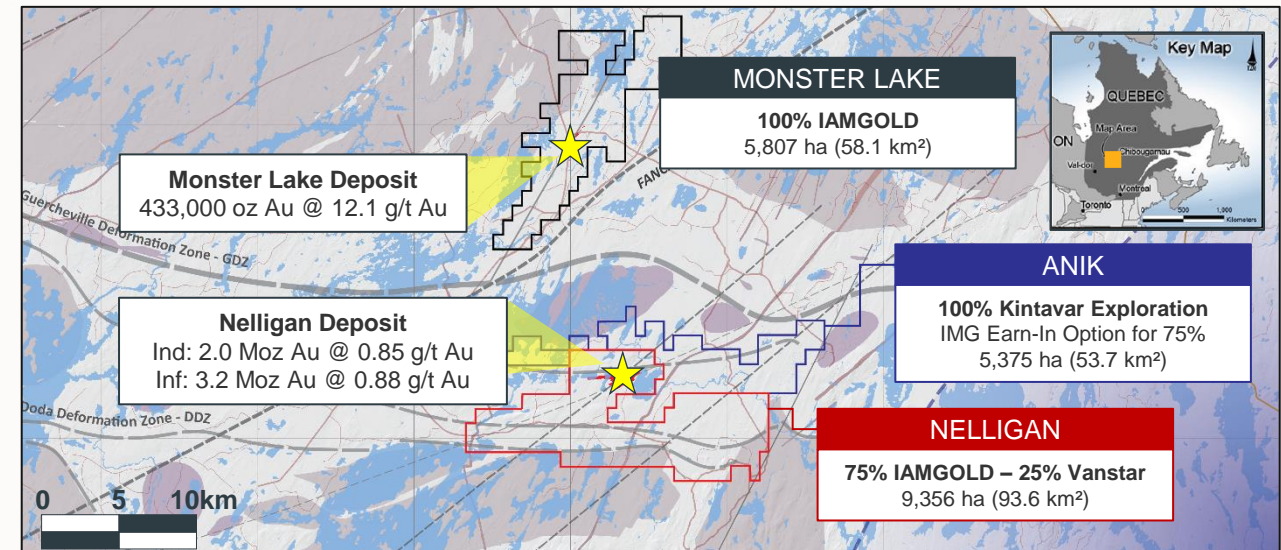 MONSTER LAKE
100% IAMGOLD
5,807 ha (58.1 km²)
Key Map
QUEBEC
Map Area
ON
Chibougamau
Val-dor
Montreal
Toronto
0 500 1,000
Kilometers
Monster Lake Deposit
433,000 oz Au @ 12.1 g/t Au
Guercheville Deformation Zone - GDZ
ANIK
100% Kintavar Exploration
IMG Earn-In Option for 75%
5,375 ha (53.7 km²)
Nelligan Deposit
Ind: 2.0 Moz Au @ 0.85 g/t Au
Inf: 3.2 Moz Au @ 0.88 g/t Au
Doda Deformation Zone - DDZ
NELLIGAN
75% IAMGOLD – 25% Vanstar
9,356 ha (93.6 km²)
0 5 10km